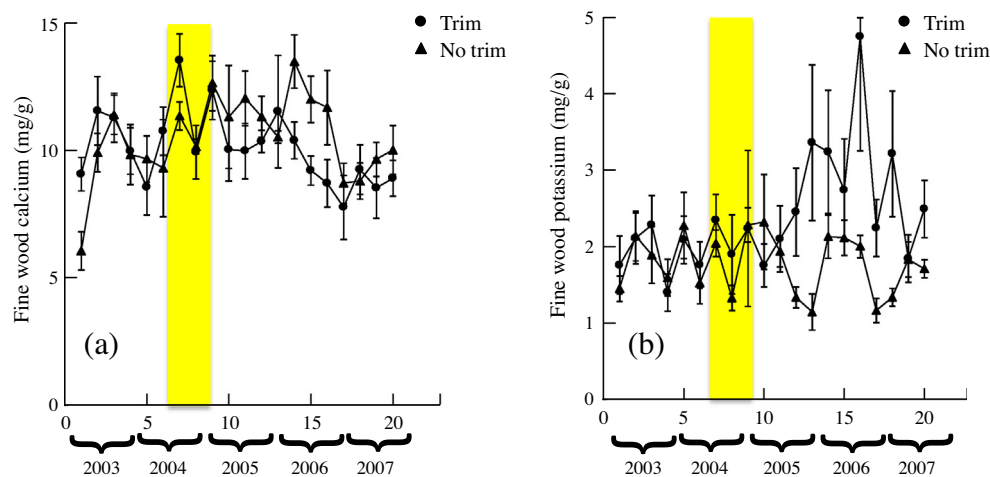 Fine wood calcium (mg/g)
15
10
5
0
Trim
No trim
(a)
0 5 10 15 20
2003 2004 2005 2006 2007
Fine wood potassium (mg/g)
5
4
3
2
1
0
Trim
No trim
(b)
0 5 10 15 20
2003 2004 2005 2006 2007